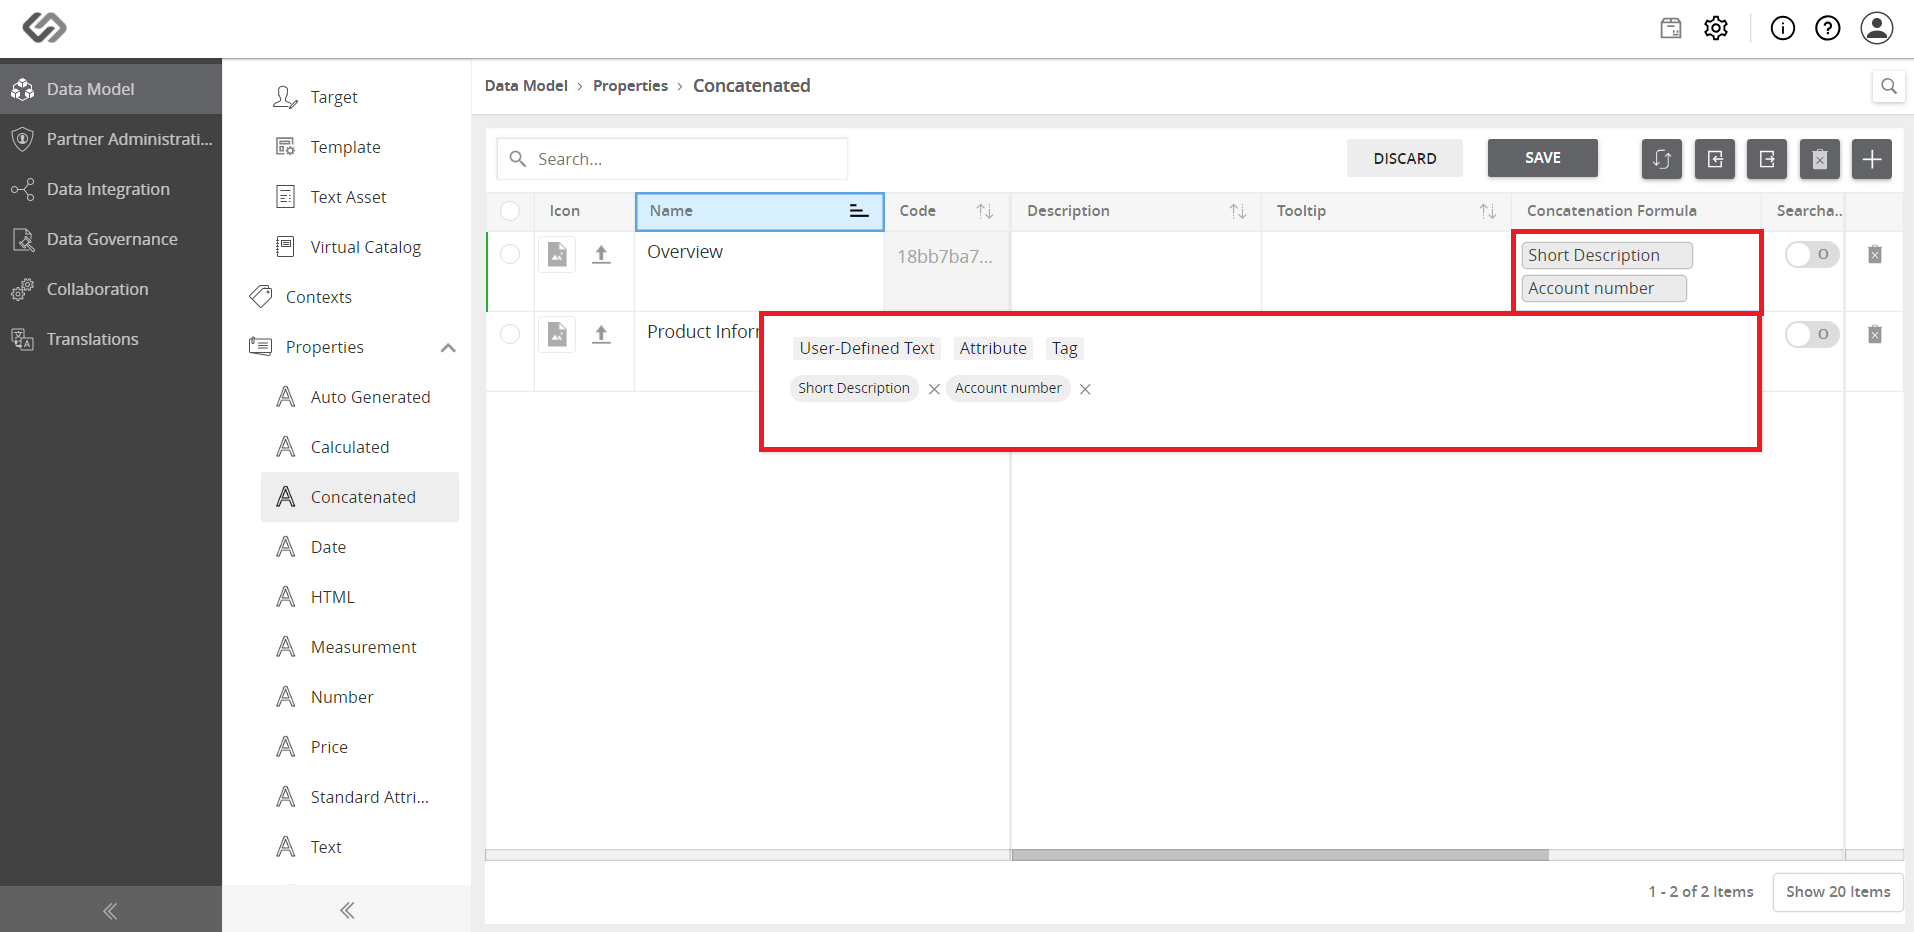 Data Model
Partner Administrati...
Data Integration
Data Governance
Collaboration
Translations
Target
Template
Text Asset
Virtual Catalog
Contexts
Properties
Auto Generated
Calculated
Concatenated
Date
HTML
Measurement
Number
Price
Standard Attri...
Text
Data Model › Properties › Concatenated
Search...
DISCARD
SAVE
Icon Name Code Description Tooltip Concatenation Formula Searcha..
Overview 18bb7ba7... Short Description
Account number
Product Infor
User-Defined Text Attribute Tag
Short Description Account number
1 - 2 of 2 Items
Show 20 Items